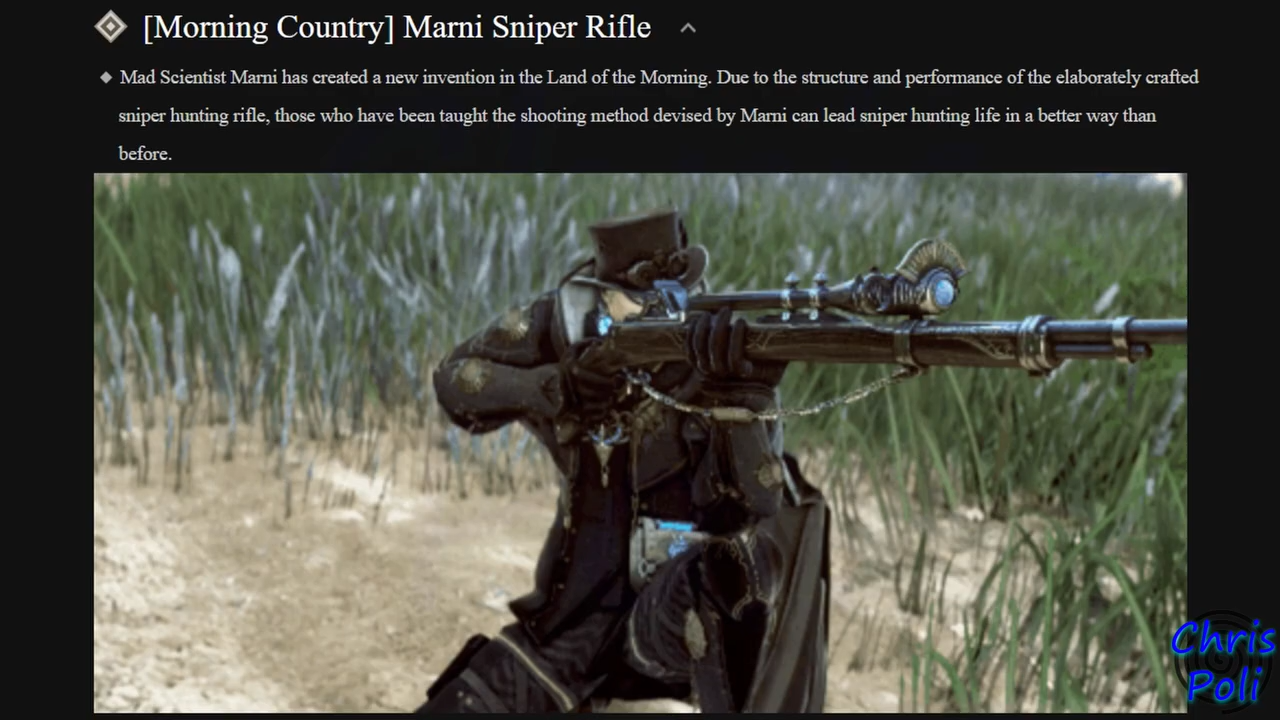 [Morning Country] Marni Sniper Rifle
Mad Scientist Marni has created a new invention in the Land of the Morning. Due to the structure and performance of the elaborately crafted
sniper hunting rifle, those who have been taught the shooting method devised by Marni can lead sniper hunting life in a better way than
before.
Chris
Poli